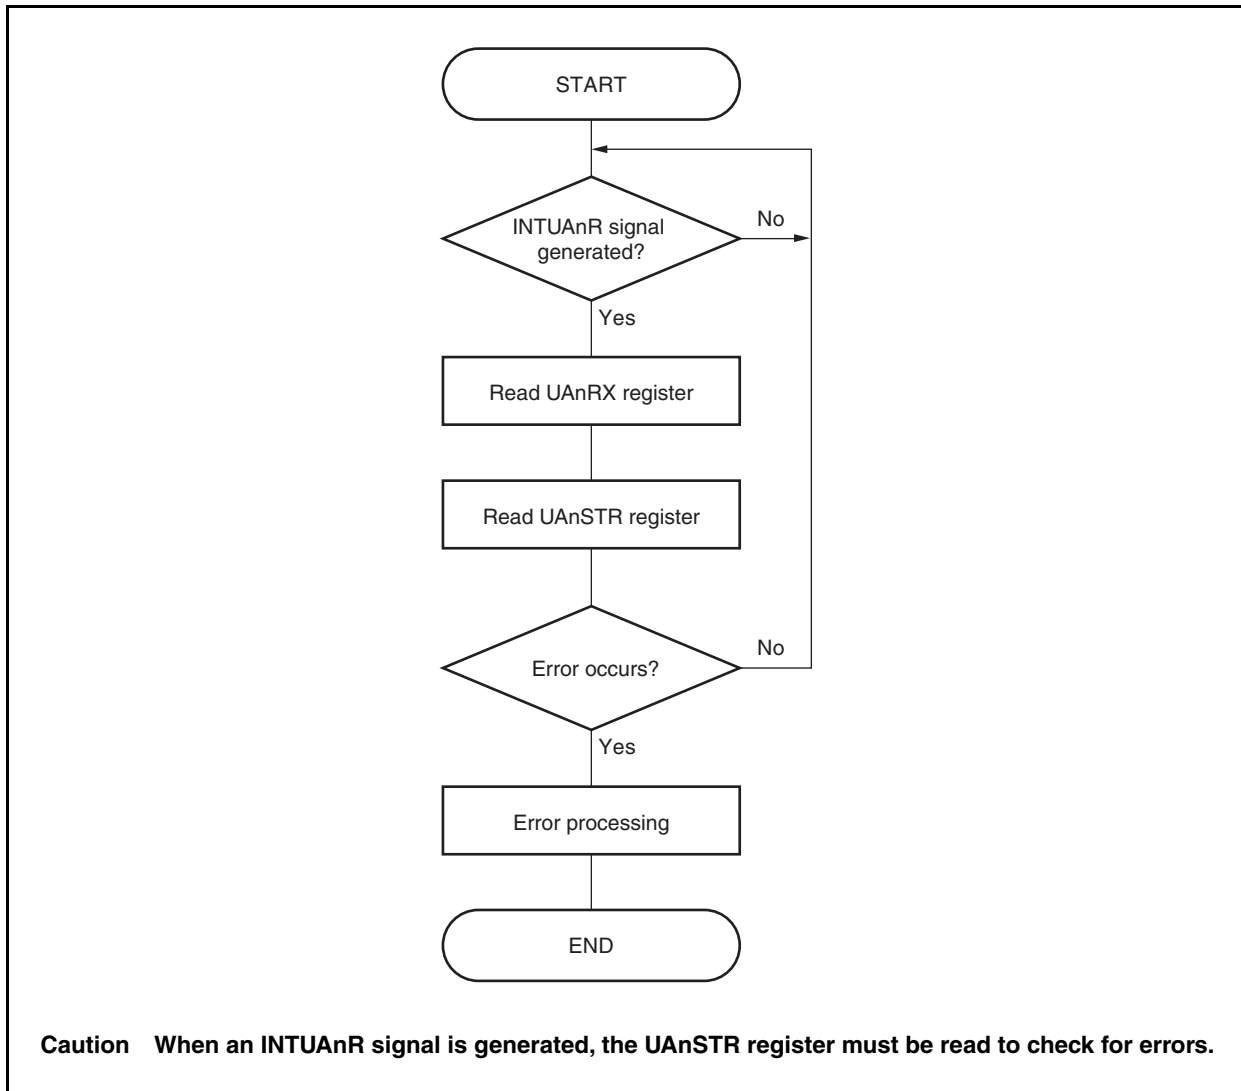 START
INTUAnR signal
generated?
No
Yes
Read UAnRX register
Read UAnSTR register
Error occurs?
No
Yes
Error processing
END
Caution When an INTUAnR signal is generated, the UAnSTR register must be read to check for errors.